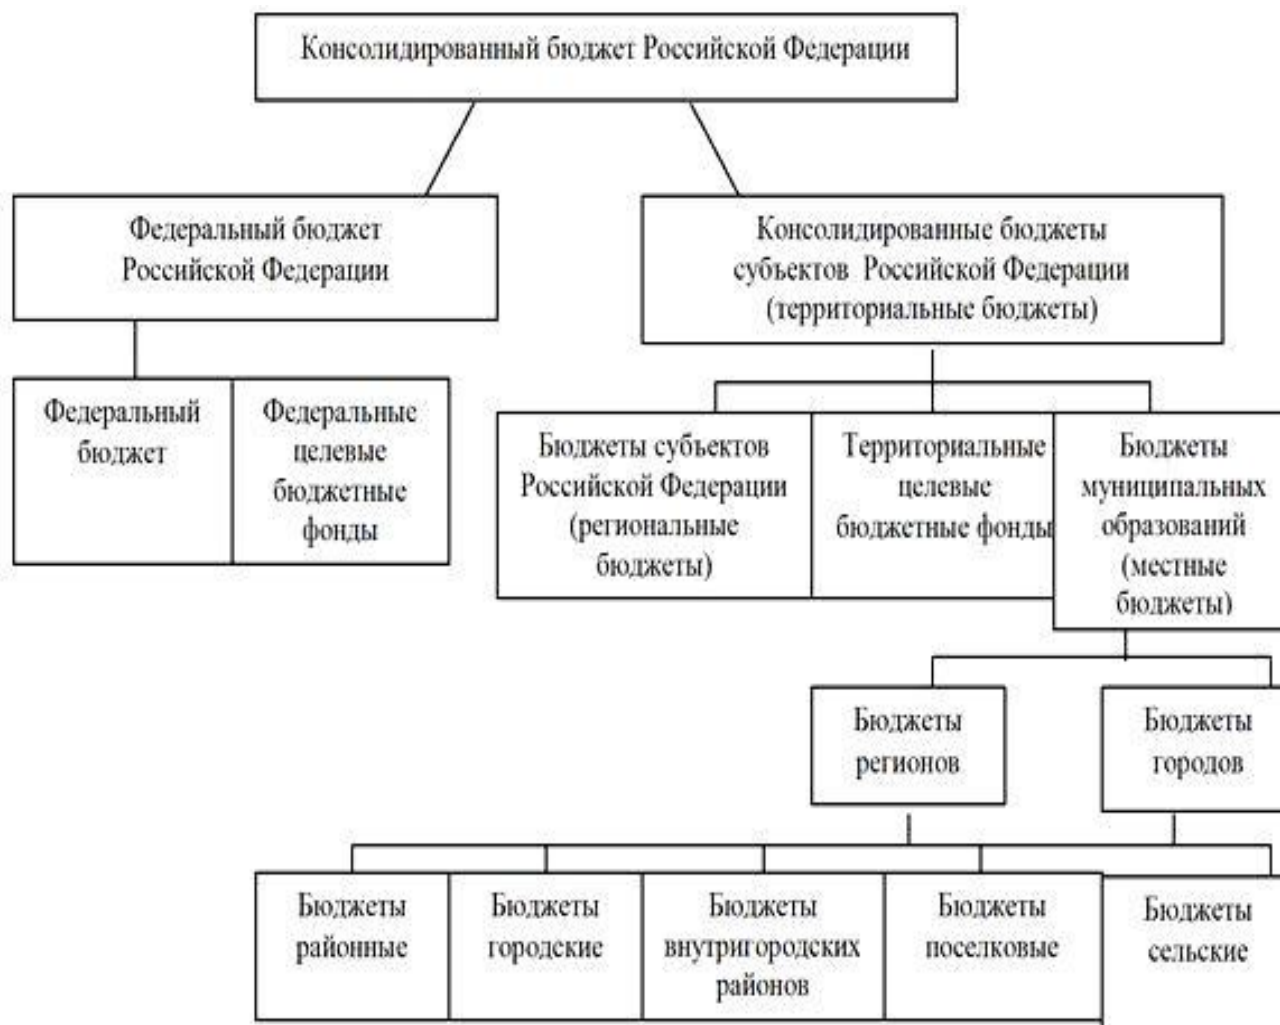 Консолидированный бюджет Российской Федерации
Федеральный бюджет
Российской Федерации
Консолидированные бюджеты
субъектов Российской Федерации
(территориальные бюджеты)
Федеральный
бюджет
Федеральные
целевые
бюджетные
фонды
Бюджеты субъектов
Российской Федерации
(региональные
бюджеты)
Территориальные
целевые
бюджетные фонды
Бюджеты
муниципальных
образований
(местные
бюджеты)
Бюджеты
регионов
Бюджеты
городов
Бюджеты
районные
Бюджеты
городские
Бюджеты
внутригородских
районов
Бюджеты
поселковые
Бюджеты
сельские